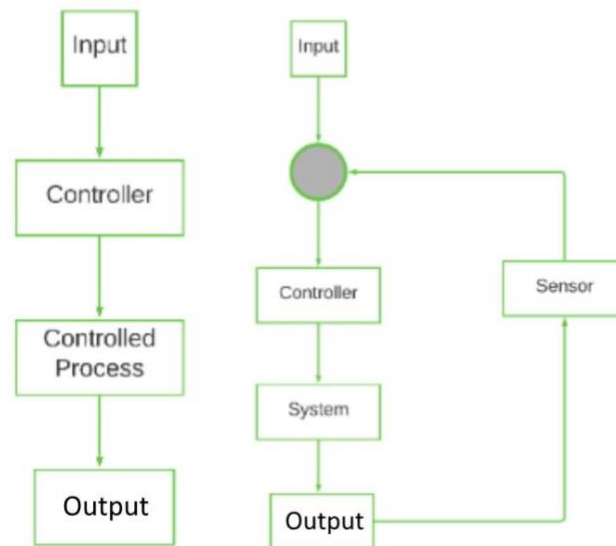 Input
Controller
Controlled
Process
Output
Input
Controller
System
Output
Sensor